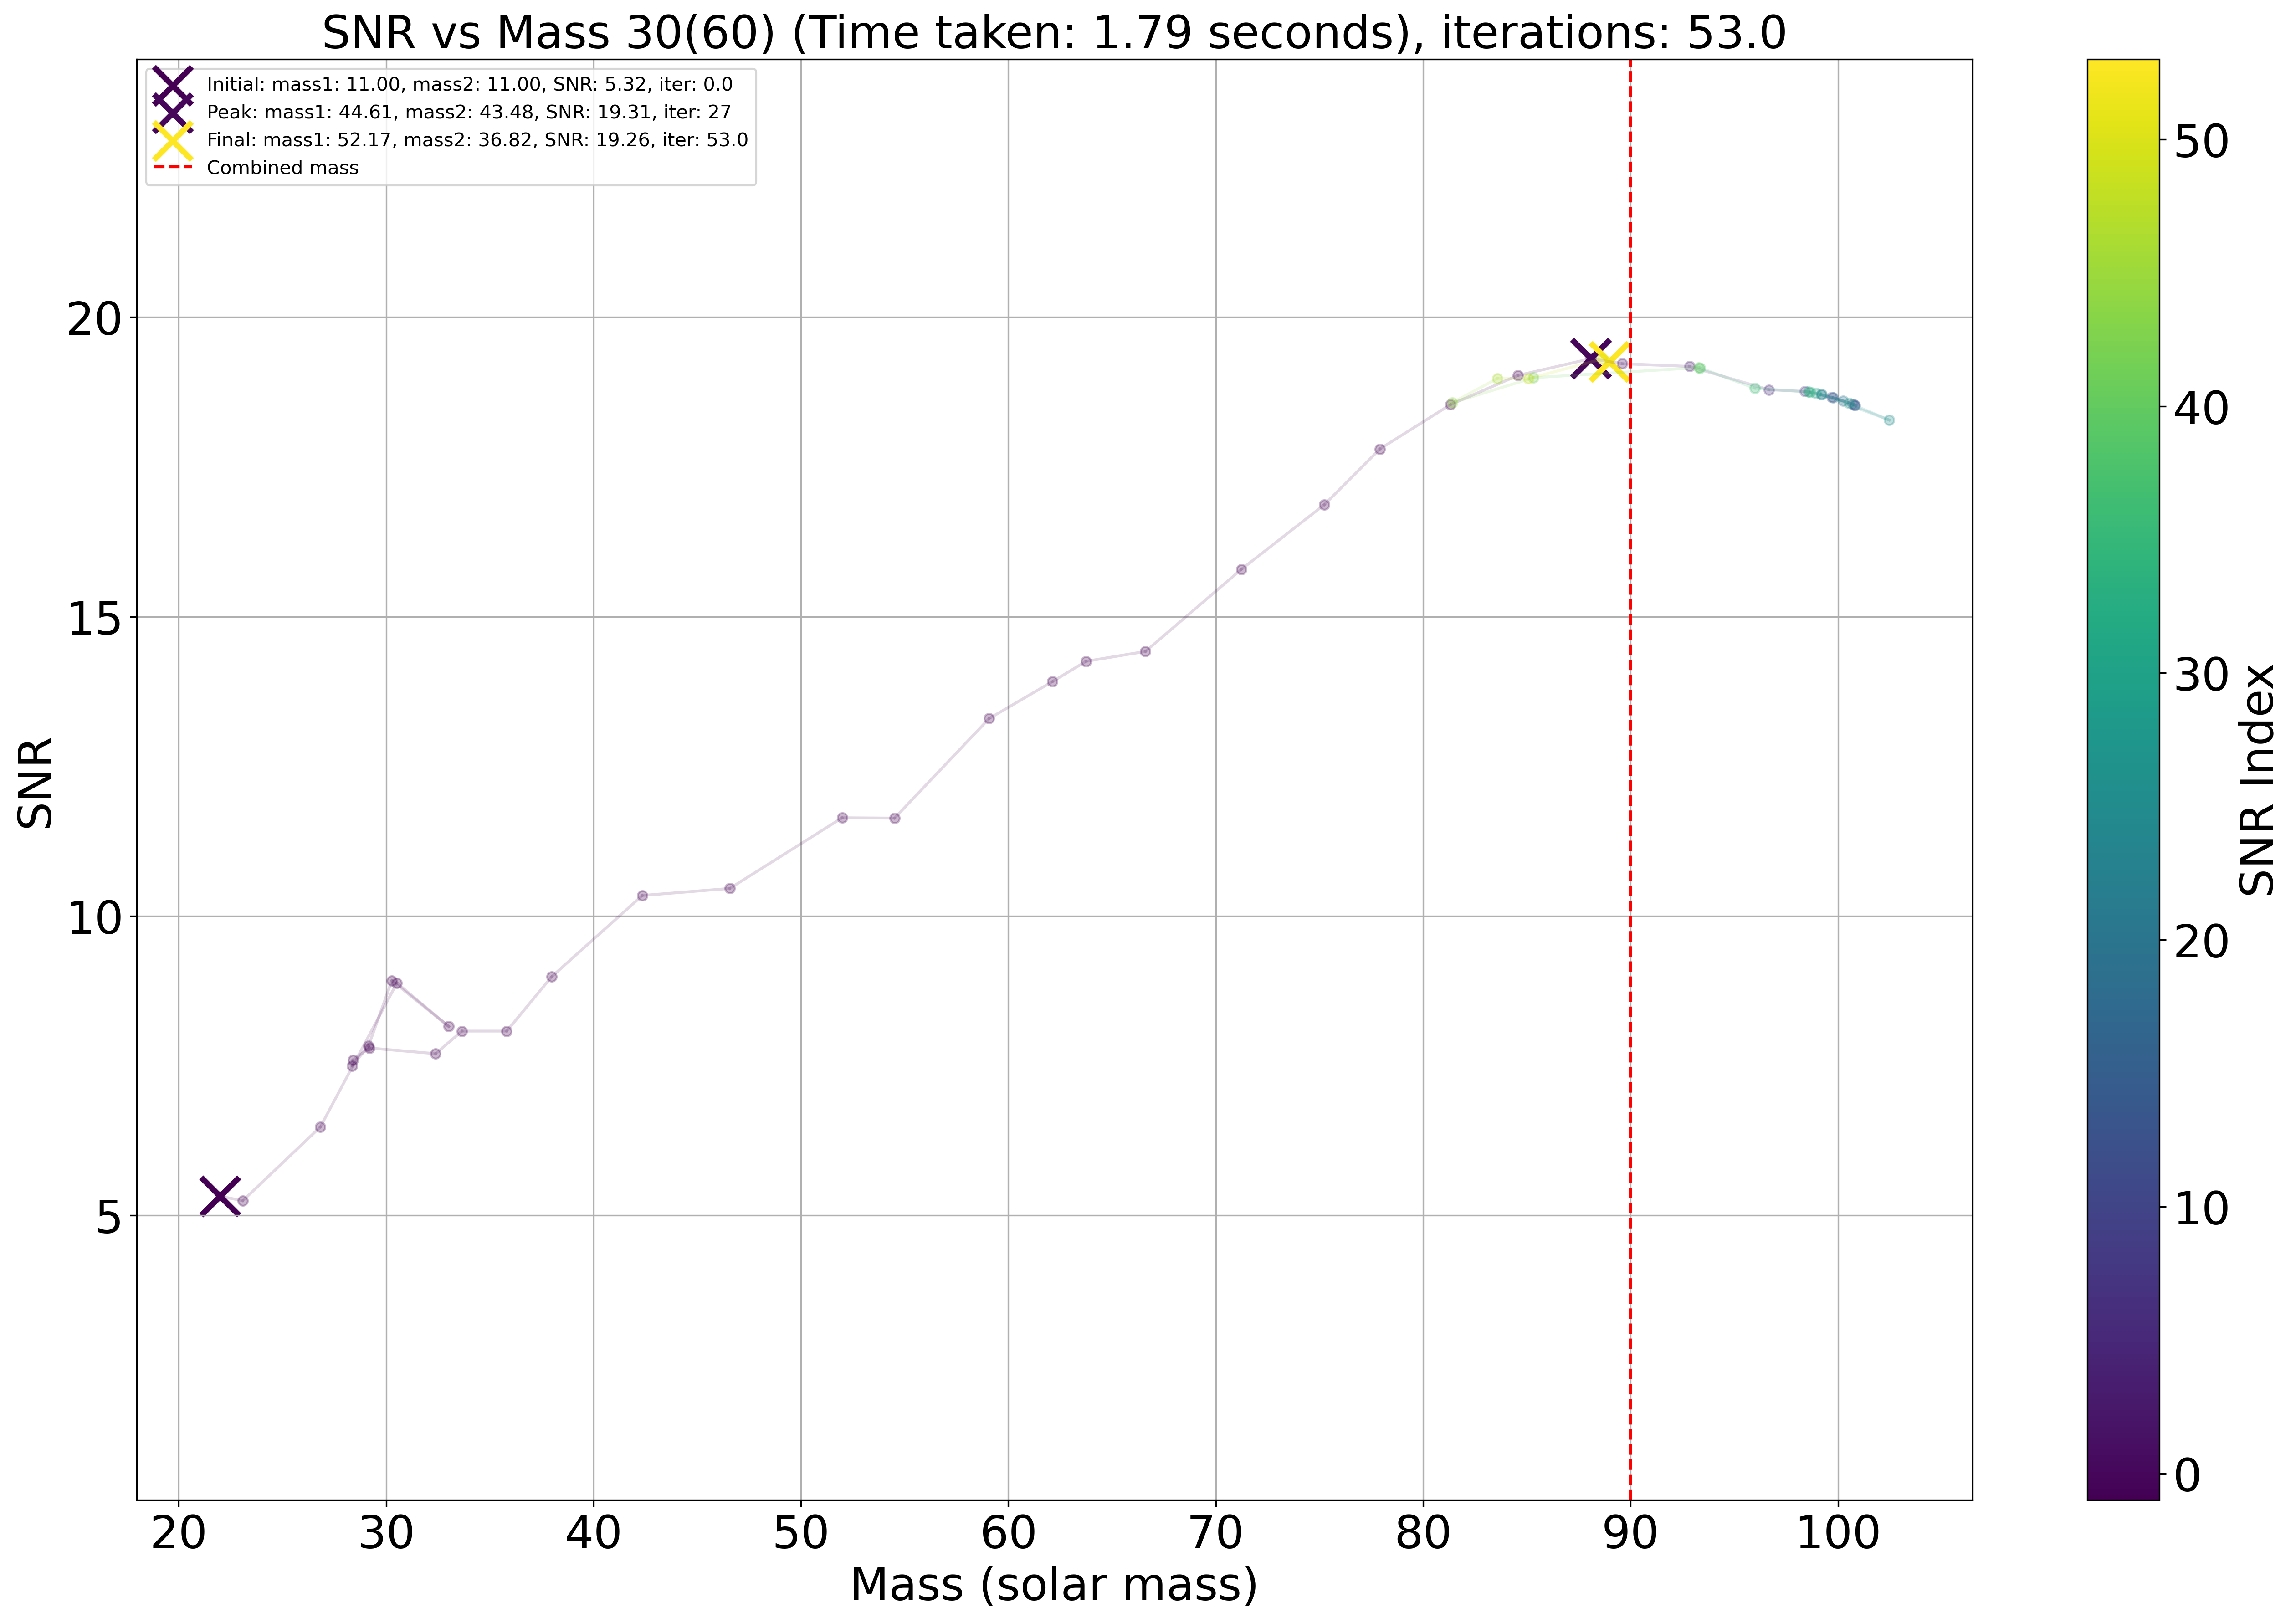 SNR vs Mass 30(60) (Time taken: 1.79 seconds), iterations: 53.0
Initial: mass1: 11.00, mass2: 11.00, SNR: 5.32, iter: 0.0
Peak: mass1: 44.61, mass2: 43.48, SNR: 19.31, iter: 27
Final: mass1: 52.17, mass2: 36.82, SNR: 19.26, iter: 53.0
Combined mass
20
15
10
5
SNR
20 30 40 50 60 70 80 90 100
Mass (solar mass)
50
40
30
20
10
0
SNR Index